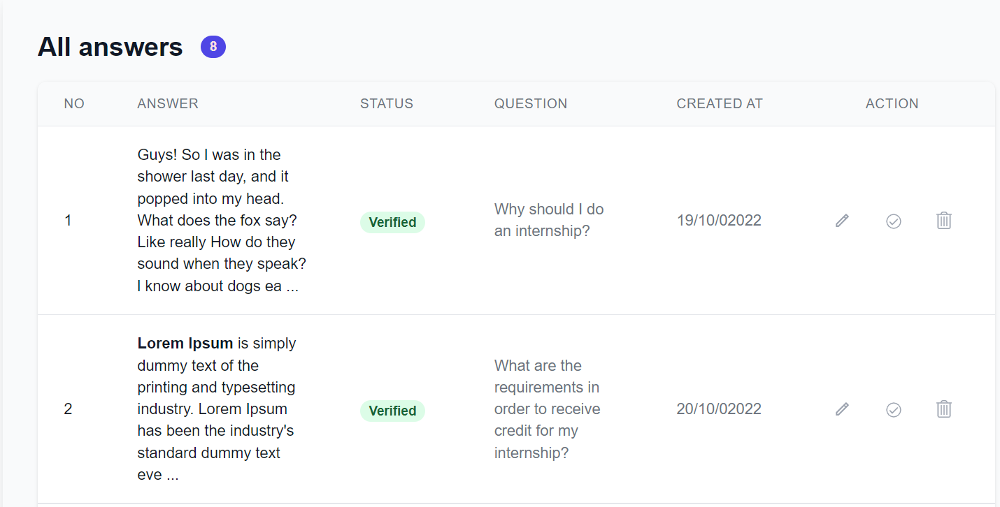 All answers 8
NO ANSWER STATUS QUESTION CREATED AT ACTION
Guys! So I was in the
shower last day, and it
popped into my head.
1 What does the fox say? Verified Why should I do 19/10/02022
an internship?
Like really How do they
sound when they speak?
I know about dogs ea ...
Lorem Ipsum is simply
dummy text of the
printing and typesetting
2 industry. Lorem Ipsum Verified What are the 20/10/02022
requirements in
order to receive
credit for my
internship?
has been the industry's
standard dummy text
eve ...